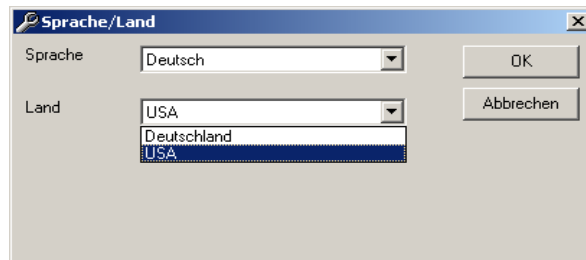 Sprache/Land
Sprache
Deutsch
OK
Land
USA
Abbrechen
Deutschland
USA